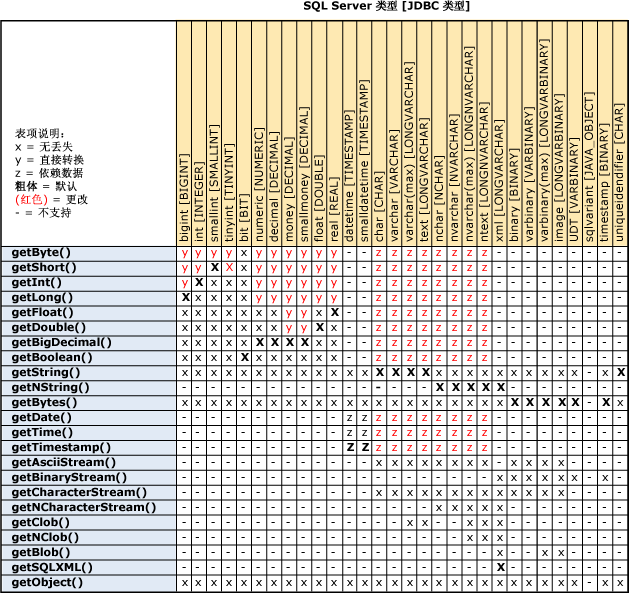 SQL Server 类型 [JDBC 类型]
表项说明:
x = 无丢失
y = 直接转换
z = 依赖数据
粗体 = 默认
(红色) = 更改
- = 不支持
bigint [BIGINT]
int [INTEGER]
smallint [SMALLINT]
tinyint [TINYINT]
bit [BIT]
numeric [NUMERIC]
decimal [DECIMAL]
money [DECIMAL]
smallmoney [DECIMAL]
float [DOUBLE]
real [REAL]
datetime [TIMESTAMP]
smalldatetime [TIMESTAMP]
char [CHAR]
varchar [VARCHAR]
varchar(max) [LONGVARCHAR]
text [LONGVARCHAR]
nchar [NCHAR]
nvarchar [NVARCHAR]
nvarchar(max) [LONGNVARCHAR]
ntext [LONGNVARCHAR]
xml [LONGVARCHAR]
binary [BINARY]
varbinary [VARBINARY]
varbinary(max) [LONGVARBINARY]
image [LONGVARBINARY]
UDT [VARBINARY]
sqlvariant [JAVA_OBJECT]
timestamp [BINARY]
uniqueidendifier [CHAR]
getByte() y y y y x y y y y y y - - z z z z z z z z - - - - - - - - -
getShort() y y x x x y y y y y y - - z z z z z z z z - - - - - - - - -
getInt() y x x x x y y y y y y - - z z z z z z z z - - - - - - - - -
getLong() x x x x x y y y y y y - - z z z z z z z z - - - - - - - - -
getFloat() x x x x x x x y y x x - - z z z z z z z z - - - - - - - - -
getDouble() x x x x x x x y y x x - - z z z z z z z z - - - - - - - - -
getBigDecimal() x x x x x x x x x x x - - z z z z z z z z - - - - - - - - -
getBoolean() x x x x x x x x x x x - - z z z z z z z z - - - - - - - - -
getString() x x x x x x x x x x x x x x x x x x x x x x x x x x x - x x
getNString() - - - - - - - - - - - - - - - - - x x x x x - - - - - - - -
getBytes() x x x x x x x x x x x x x x x x x x x x x x x x x x x - x x
getDate() - - - - - - - - - - - z z z z z z z z z z - - - - - - - - -
getTime() - - - - - - - - - - - z z z z z z z z z z - - - - - - - - -
getTimestamp() - - - - - - - - - - - z z z z z z z z z z - - - - - - - - -
getAsciiStream() - - - - - - - - - - - - - x x x x x x x x - x x x x - - - -
getBinaryStream() - - - - - - - - - - - - - - - - - - - - - x x x x x x - x -
getCharacterStream() - - - - - - - - - - - - - x x x x x x x x x x x x x - - - -
getNCharacterStream() - - - - - - - - - - - - - - - - - x x x x x - - - - - - - -
getClob() - - - - - - - - - - - - - - - x x - - x x x - - - - - - - -
getNClob() - - - - - - - - - - - - - - - - - - - x x x - - - - - - - -
getBlob() - - - - - - - - - - - - - - - - - - - - - x - - x x - - - -
getSQLXML() - - - - - - - - - - - - - - - - - - - - - x - - - - - - - -
getObject() x x x x x x x x x x x x x x x x x x x x x x x x x x x - x x